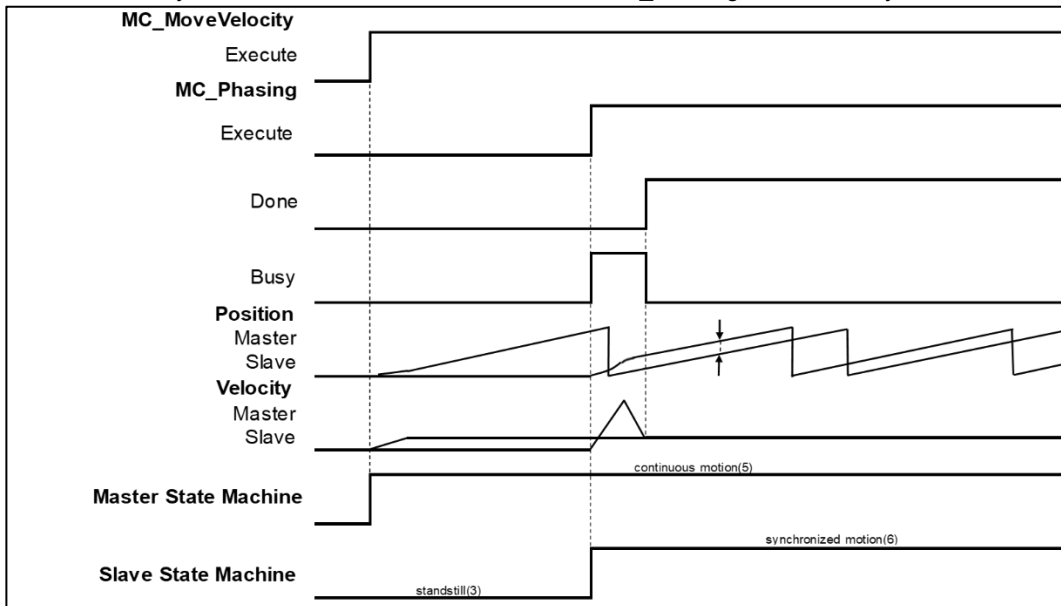 MC_MoveVelocity
Execute
MC_Phasing
Execute
Done
Busy
Position
Master
Slave
Velocity
Master
Slave
continuous motion(5)
Master State Machine
synchronized motion(6)
Slave State Machine
standstill(3)